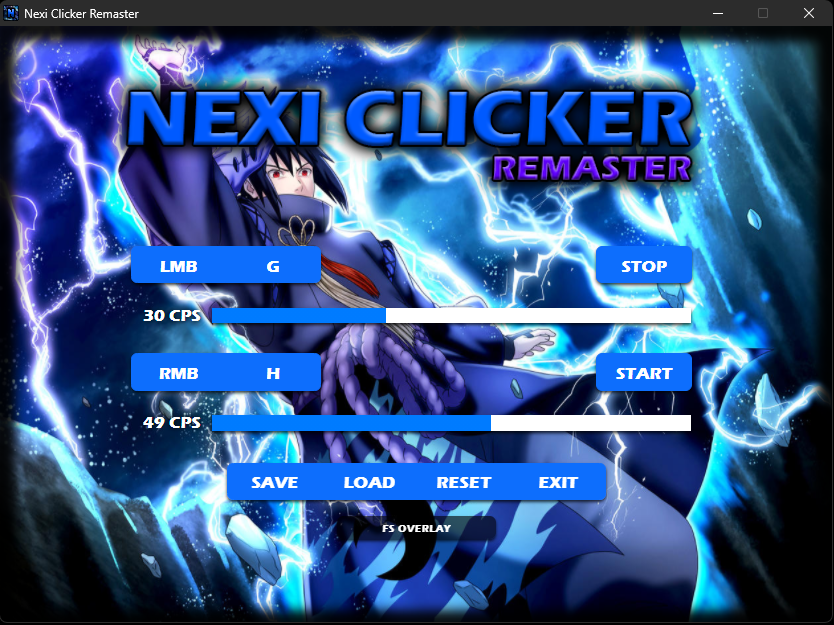 Nexi Clicker Remaster
NEXI CLICKER
REMASTER
LMB G STOP
30 CPS
RMB H START
49 CPS
SAVE LOAD RESET EXIT
FS OVERLAY